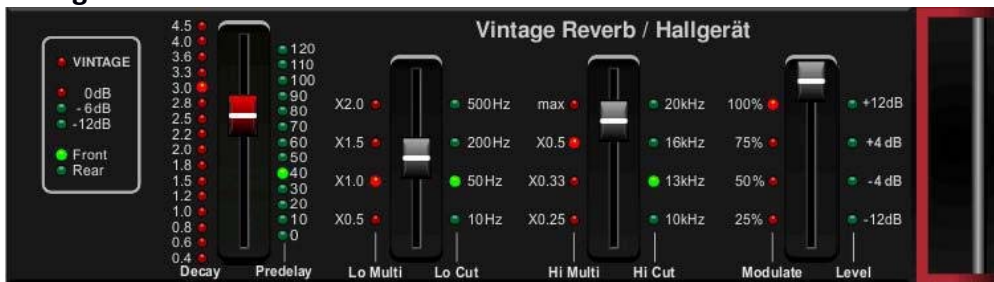 Vintage Reverb / Hallgerät
VINTAGE
0dB
- 6dB
-12dB
Front
Rear
4.5
4.0
3.6
3.3
3.0
2.8
2.5
2.2
2.0
1.8
1.5
1.2
1.0
0.8
0.6
0.4
Decay
120
110
100
90
80
70
60
50
40
30
20
10
0
Predelay
X2.0
X1.5
X1.0
X0.5
Lo Multi
500Hz
200Hz
50Hz
10Hz
Lo Cut
max
X0.5
X0.33
X0.25
Hi Multi
20kHz
16kHz
13kHz
10kHz
Hi Cut
100%
75%
50%
25%
Modulate
+12dB
+4 dB
-4 dB
-12dB
Level